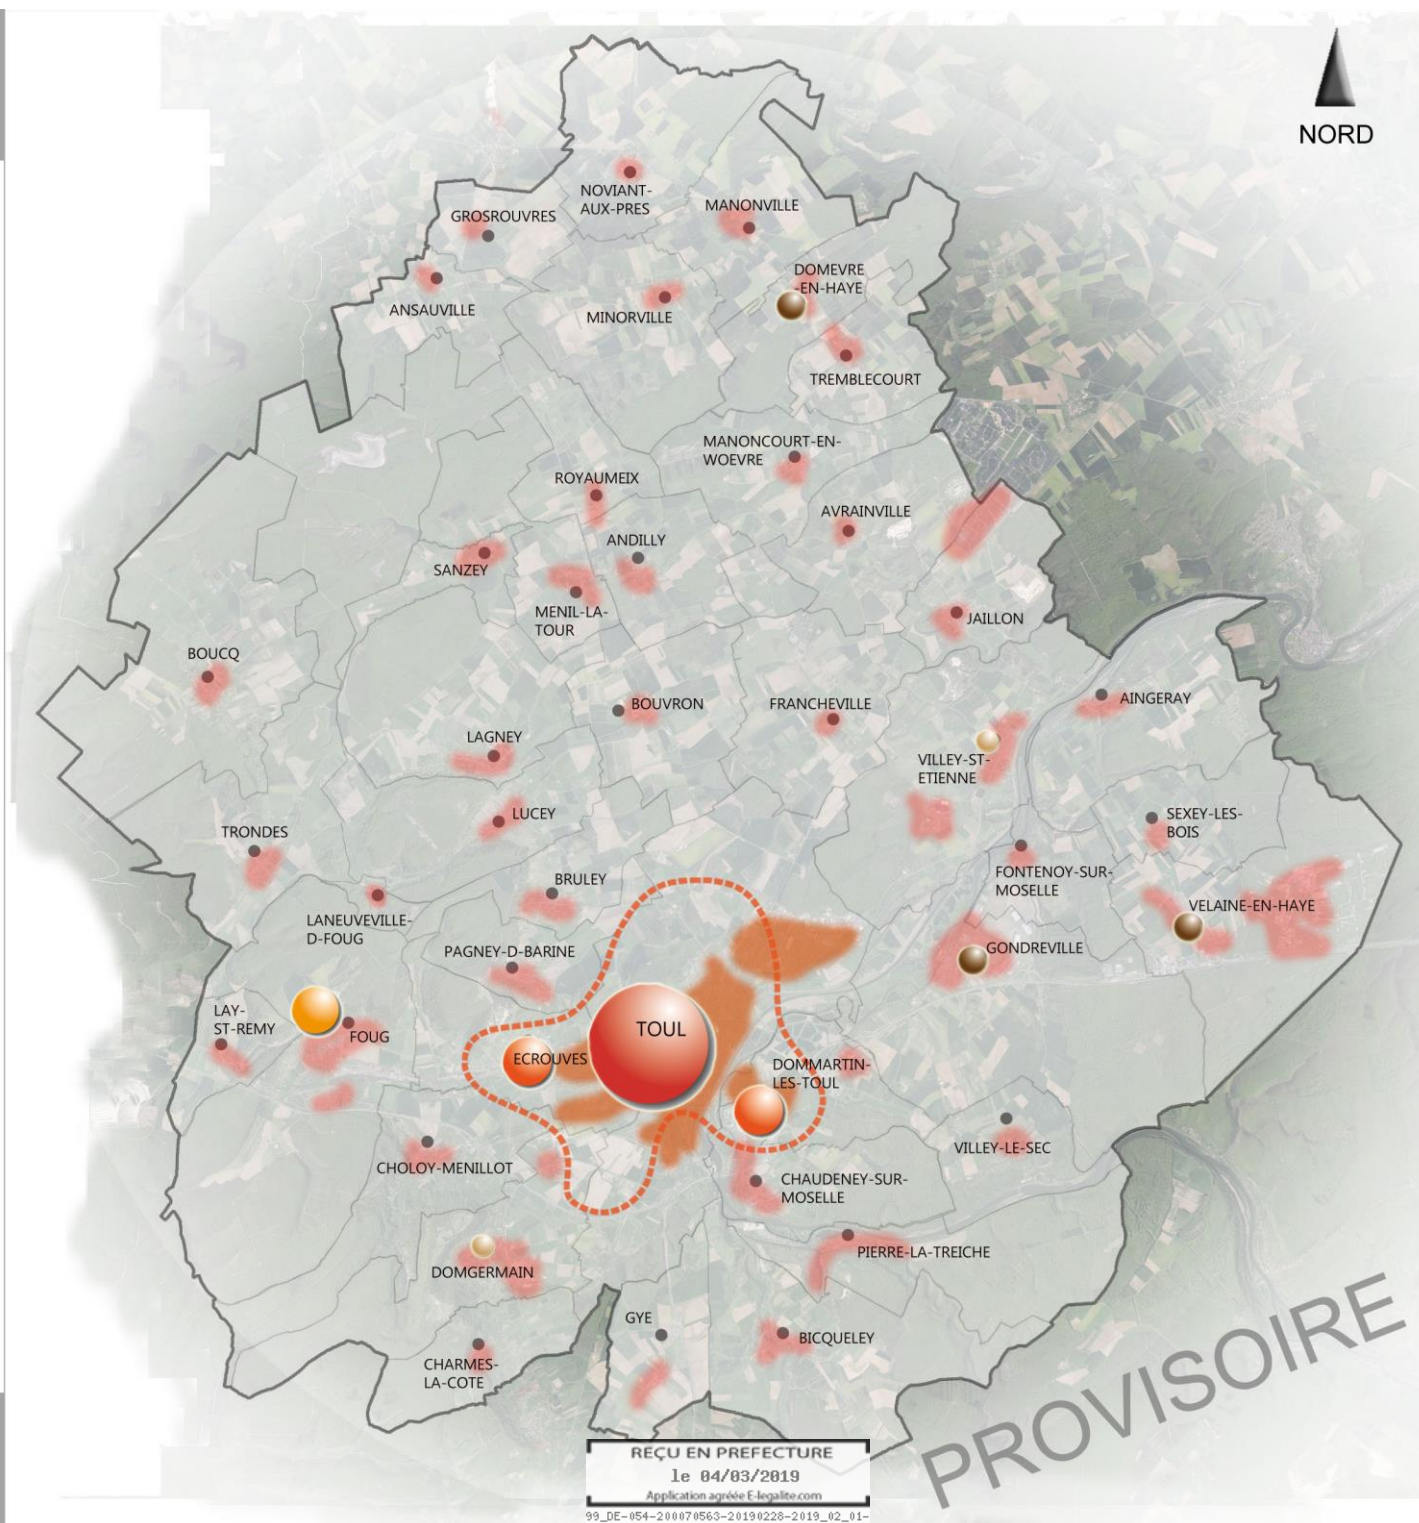 NORD
NOVIANT-
AUX-PRES
MANONVILLE
GROSROUVRES
DOMEVRE
-EN-HAYE
ANSAUVILLE
MINORVILLE
TREMBLECOURT
MANONCOURT-EN-
WOEVRE
ROYAUMEIX
AVRAINVILLE
ANDILLY
SANZEY
MENIL-LA-
TOUR
JAILLON
BOUCQ
AINGERAY
BOUVRON
FRANCHEVILLE
LAGNEY
VILLEY-ST-
ETIENNE
LUCEY
SEXEY-LES-
BOIS
TRONDES
FONTENOY-SUR-
MOSELLE
BRULEY
VELAINE-EN-HAYE
LANEUVEVILLE-
D-FOUG
PAGNEY-D-BARINE
GONDREVILLE
LAY-
ST-REMY
FOUG
TOUL
ECROUVES
DOMMARTIN-
LES-TOUL
VILLEY-LE-SEC
CHOLOY-MENILLOT
CHAUDENEY-SUR-
MOSELLE
PIERRE-LA-TREICHE
DOMGERMAIN
GYE
BICQUELEY
CHARMES-
LA-COTE
PROVISOIRE
REÇU EN PREFECTURE
le 04/03/2019
Application agréée E-legalite.com
99_DE-054-200070563-20190228-2019_02_01-